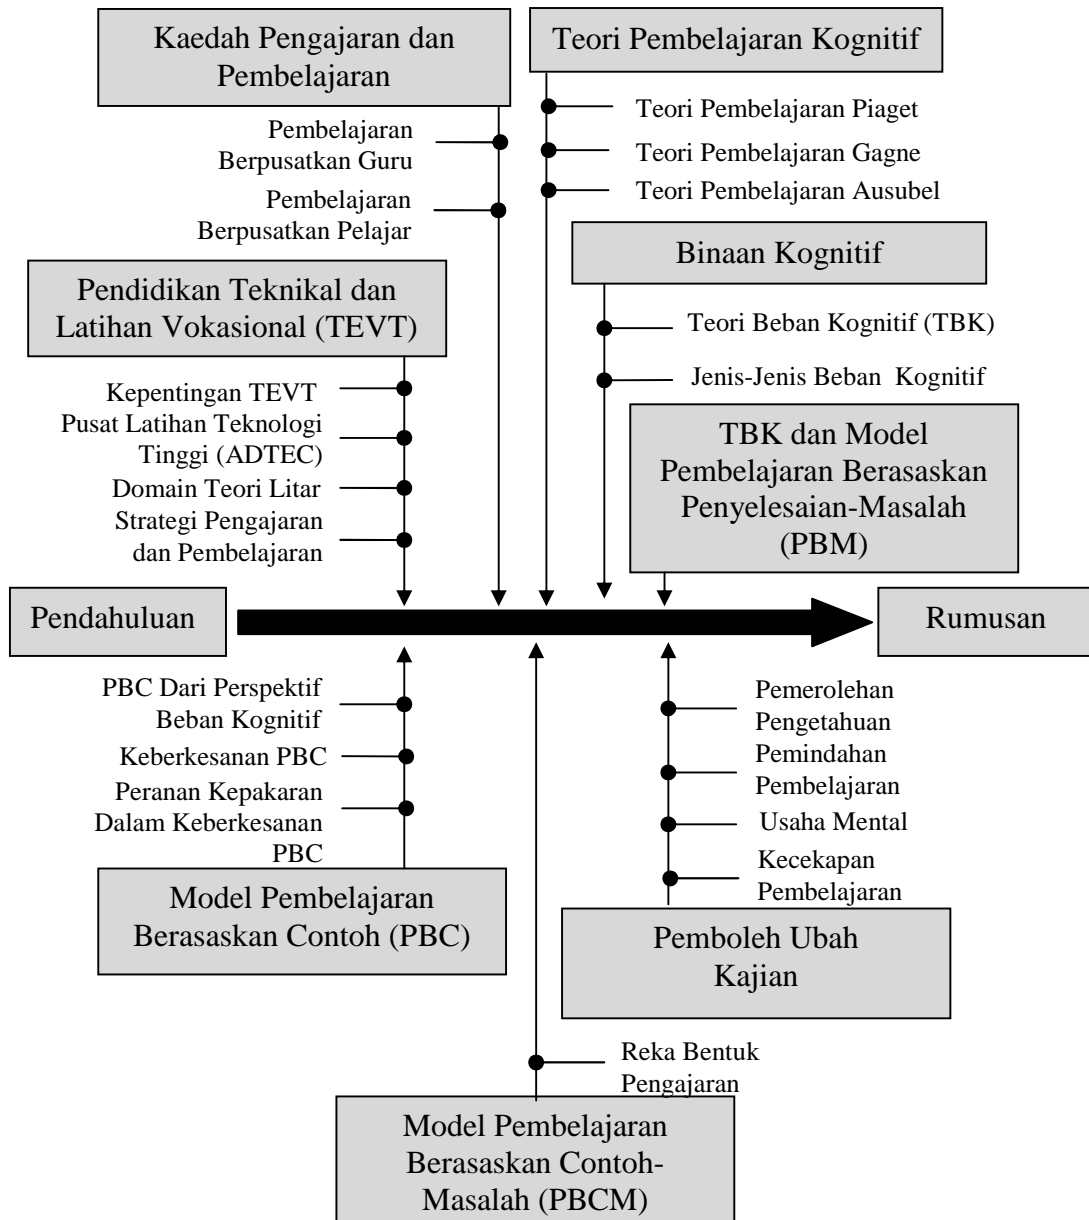 Kaedah Pengajaran dan
Pembelajaran
Teori Pembelajaran Kognitif
Pembelajaran
Berpusatkan Guru
Pembelajaran
Berpusatkan Pelajar
Teori Pembelajaran Piaget
Teori Pembelajaran Gagne
Teori Pembelajaran Ausubel
Binaan Kognitif
Pendidikan Teknikal dan
Latihan Vokasional (TEVT)
Teori Beban Kognitif (TBK)
Jenis-Jenis Beban Kognitif
Kepentingan TEVT
Pusat Latihan Teknologi
Tinggi (ADTEC)
Domain Teori Litar
Strategi Pengajaran
dan Pembelajaran
TBK dan Model
Pembelajaran Berasaskan
Penyelesaian-Masalah
(PBM)
Pendahuluan
Rumusan
PBC Dari Perspektif
Beban Kognitif
Keberkesanan PBC
Peranan Kepakaran
Dalam Keberkesanan
PBC
Model Pembelajaran
Berasaskan Contoh (PBC)
Pemerolehan
Pengetahuan
Pemindahan
Pembelajaran
Usaha Mental
Kecekapan
Pembelajaran
Pemboleh Ubah
Kajian
Reka Bentuk
Pengajaran
Model Pembelajaran
Berasaskan Contoh-
Masalah (PBCM)